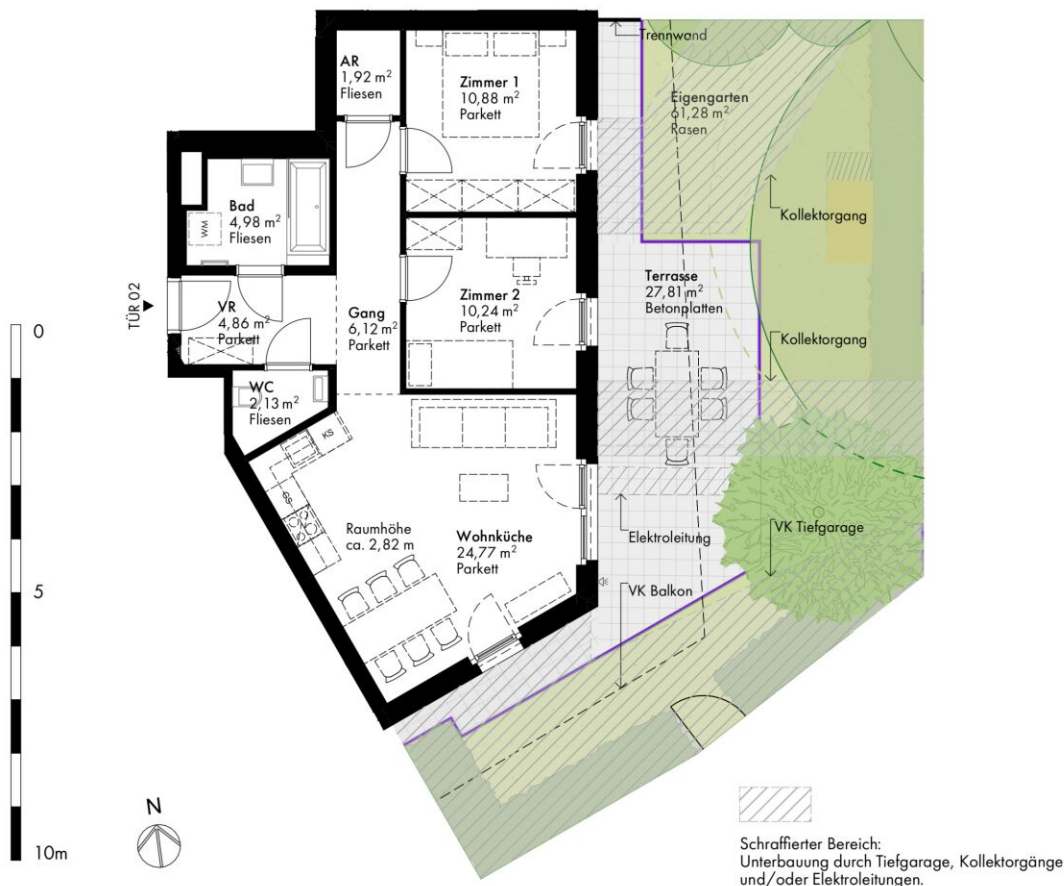 AR
1,92 m²
Fliesen
Zimmer 1
10,88 m²
Parkett
Trennwand
Eigengarten
61,28 m²
Rasen
Kollektorgang
Bad
4,98 m²
Fliesen
WM
TÜR 02
VR
4,86 m²
Parkett
Gang
6,12 m²
Parkett
Zimmer 2
10,24 m²
Parkett
Terrasse
27,81 m²
Betonplatten
Kollektorgang
WC
2,13 m²
Fliesen
KS
GS
Raumhöhe
ca. 2,82 m
Wohnküche
24,77 m²
Parkett
Elektroleitung
VK Tiefgarage
VK Balkon
0
5
10m
N
Schraffierter Bereich:
Unterbauung durch Tiefgarage, Kollektorgänge
und/oder Elektroleitungen.